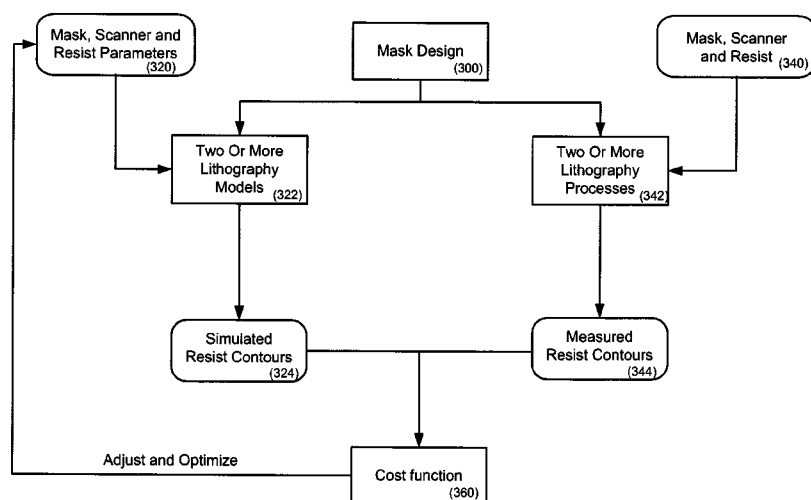 Mask, Scanner and
Resist Parameters
(320)
Mask Design
(300)
Mask, Scanner
and Resist
(340)
Two Or More
Lithography
Models
(322)
Two Or More
Lithography
Processes
(342)
Simulated
Resist Contours
(324)
Measured
Resist Contours
(344)
Adjust and Optimize
Cost function
(360)